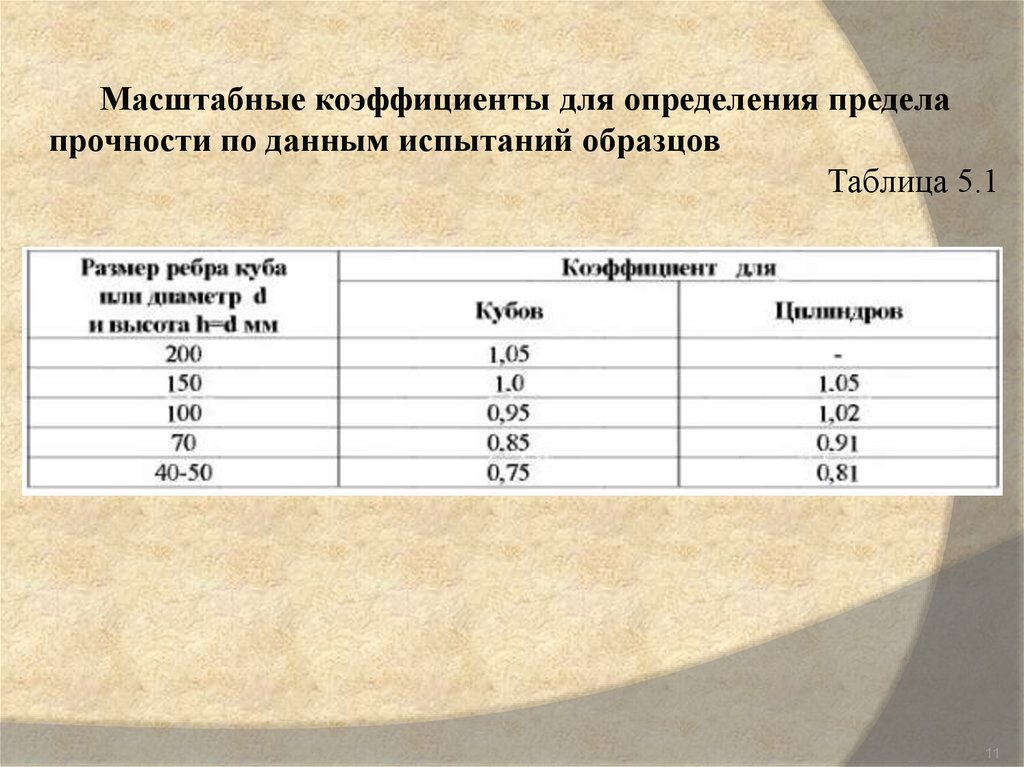 Масштабные коэффициенты для определения предела
прочности по данным испытаний образцов
Таблица 5.1
Размер ребра куба
или диаметр d
и высота h=d мм
Коэффициент для
Кубов
Цилиндров
200 1,05 -
150 1.0 1.05
100 0,95 1,02
70 0.85 0.91
40-50 0,75 0,81
11